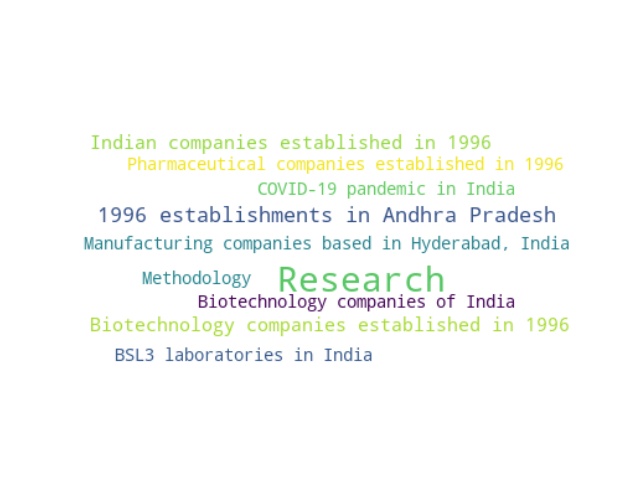 Indian companies established in 1996
Pharmaceutical companies established in 1996
COVID-19 pandemic in India
1996 establishments in Andhra Pradesh
Manufacturing companies based in Hyderabad, India
Methodology Research
Biotechnology companies of India
Biotechnology companies established in 1996
BSL3 laboratories in India